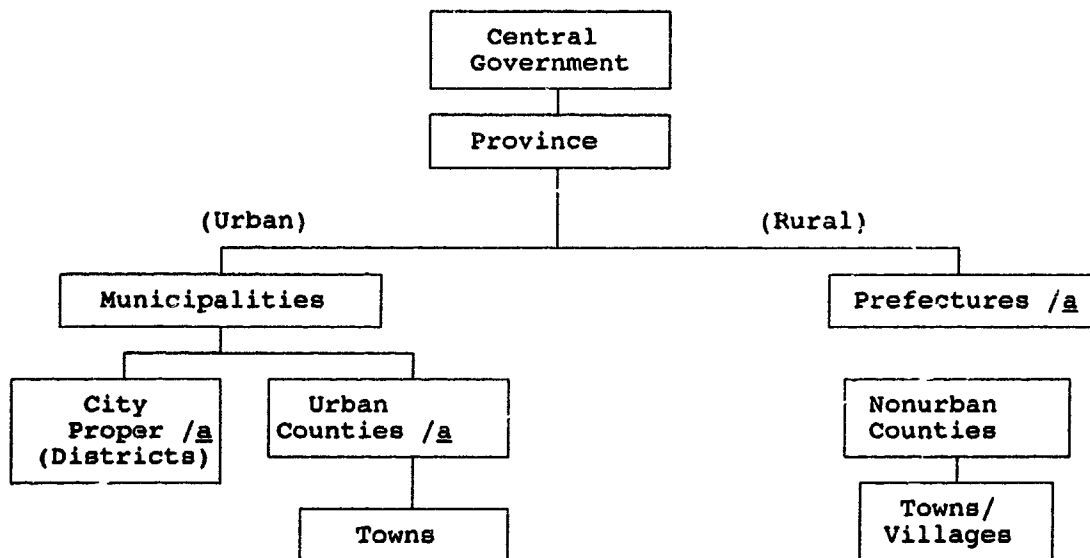 Central
Government
Province
(Urban)
(Rural)
Municipalities
Prefectures /a
City
Proper /a
(Districts)
Urban
Counties /a
Nonurban
Counties
Towns
Towns/
Villages